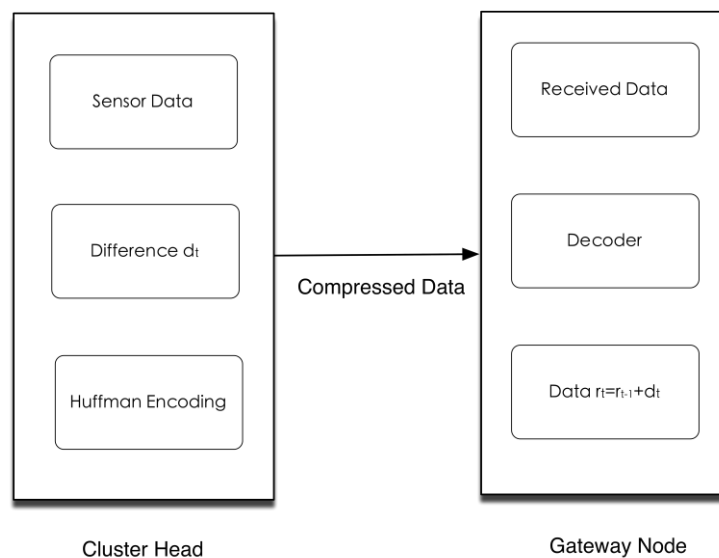 Sensor Data
Difference dₜ
Huffman Encoding
Cluster Head
Compressed Data
Received Data
Decoder
Data rₜ=rₜ₋₁+dₜ
Gateway Node